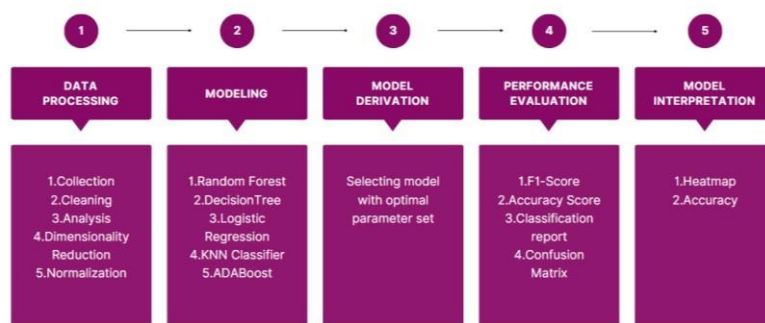 1
2
3
4
5
DATA
PROCESSING
MODELING
MODEL
DERIVATION
PERFORMANCE
EVALUATION
MODEL
INTERPRETATION
1.Collection
2.Cleaning
3.Analysis
4.Dimensionality
Reduction
5.Normalization
1.Random Forest
2.DecisionTree
3.Logistic
Regression
4.KNN Classifier
5.ADABoost
Selecting model
with optimal
parameter set
1.F1-Score
2.Accuracy Score
3.Classification
report
4.Confusion
Matrix
1.Heatmap
2.Accuracy